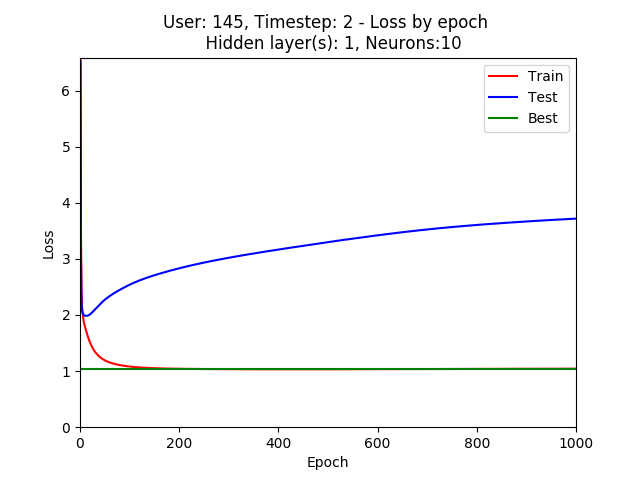 User: 145, Timestep: 2 - Loss by epoch
Hidden layer(s): 1, Neurons:10
Train
Test
Best
6
5
4
3
2
1
0
Loss
0 200 400 600 800 1000
Epoch